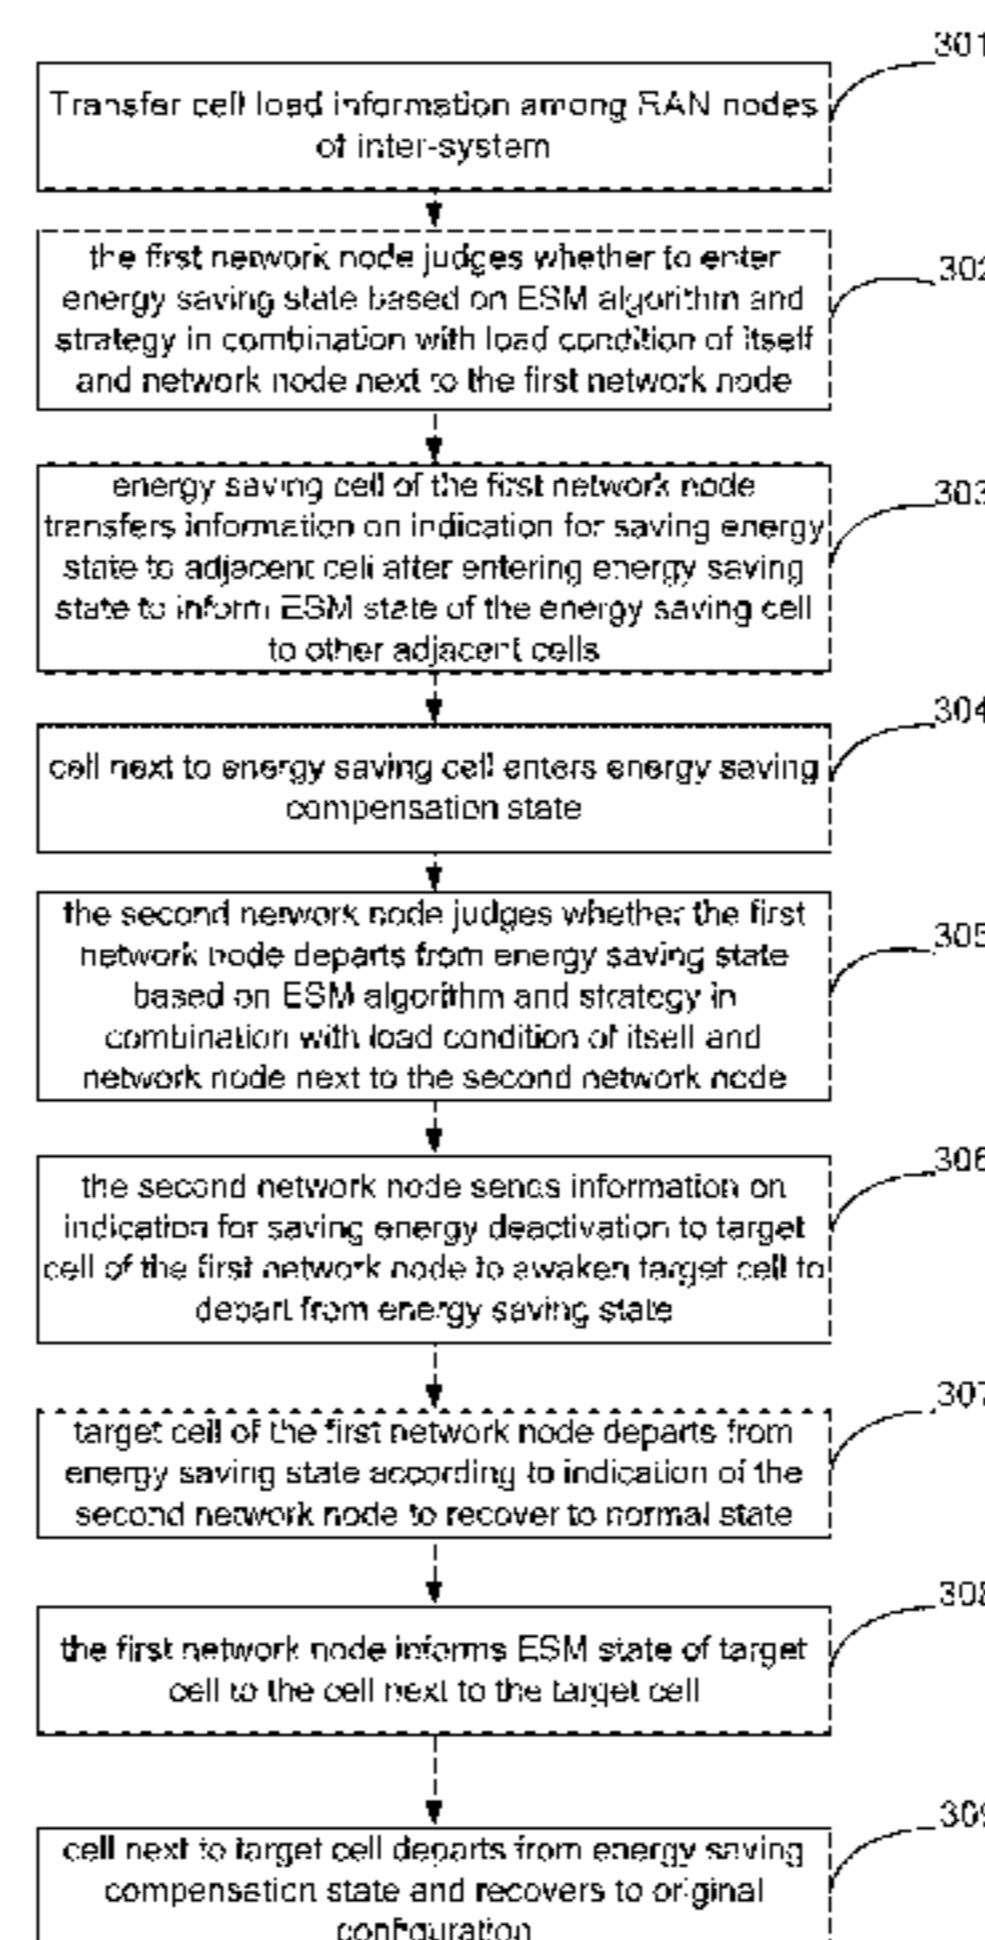 301
Transfer cell load information among RAN nodes
of inter-system
302
the first network node judges whether to enter
energy saving state based on ESM algorithm and
strategy in combination with load condition of itself
and network node next to the first network node
303
energy saving cell of the first network node
transfers information on indication for saving energy
state to adjacent cell after entering energy saving
state to inform ESM state of the energy saving cell
to other adjacent cells
304
cell next to energy saving cell enters energy saving
compensation state
305
the second network node judges whether the first
network node departs from energy saving state
based on ESM algorithm and strategy in
combination with load condition of itself and
network node next to the second network node
306
the second network node sends information on
indication for saving energy deactivation to target
cell of the first network node to awaken target cell to
depart from energy saving state
307
target cell of the first network node departs from
energy saving state according to indication of the
second network node to recover to normal state
308
the first network node informs ESM state of target
cell to the cell next to the target cell
309
cell next to target cell departs from energy saving
compensation state and recovers to original
configuration